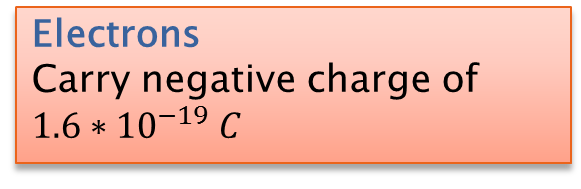 Electrons
Carry negative charge of
1.6 ∗ 10⁻¹⁹ C